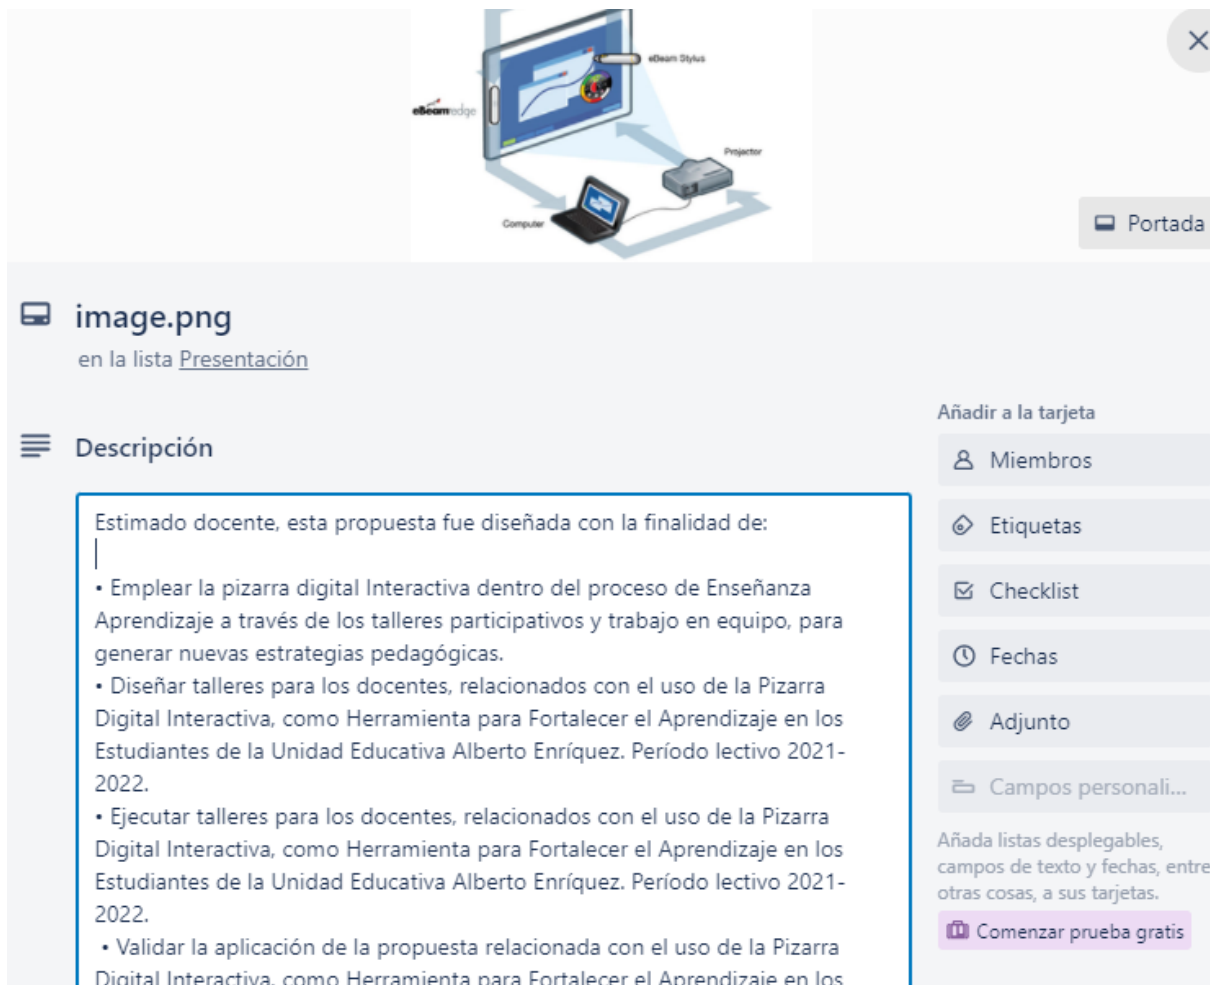 eBeam Stylus
eBeam edge
Projector
Computer
Portada
image.png
en la lista Presentación
Añadir a la tarjeta
Descripción
Miembros
Estimado docente, esta propuesta fue diseñada con la finalidad de:
Etiquetas
• Emplear la pizarra digital Interactiva dentro del proceso de Enseñanza
Aprendizaje a través de los talleres participativos y trabajo en equipo, para
generar nuevas estrategias pedagógicas.
Checklist
Fechas
• Diseñar talleres para los docentes, relacionados con el uso de la Pizarra
Digital Interactiva, como Herramienta para Fortalecer el Aprendizaje en los
Estudiantes de la Unidad Educativa Alberto Enríquez. Período lectivo 2021-
2022.
Adjunto
Campos personali...
• Ejecutar talleres para los docentes, relacionados con el uso de la Pizarra
Digital Interactiva, como Herramienta para Fortalecer el Aprendizaje en los
Estudiantes de la Unidad Educativa Alberto Enríquez. Período lectivo 2021-
2022.
Añada listas desplegables,
campos de texto y fechas, entre
otras cosas, a sus tarjetas.
Comenzar prueba gratis
• Validar la aplicación de la propuesta relacionada con el uso de la Pizarra
Digital Interactiva, como Herramienta para Fortalecer el Aprendizaje en los